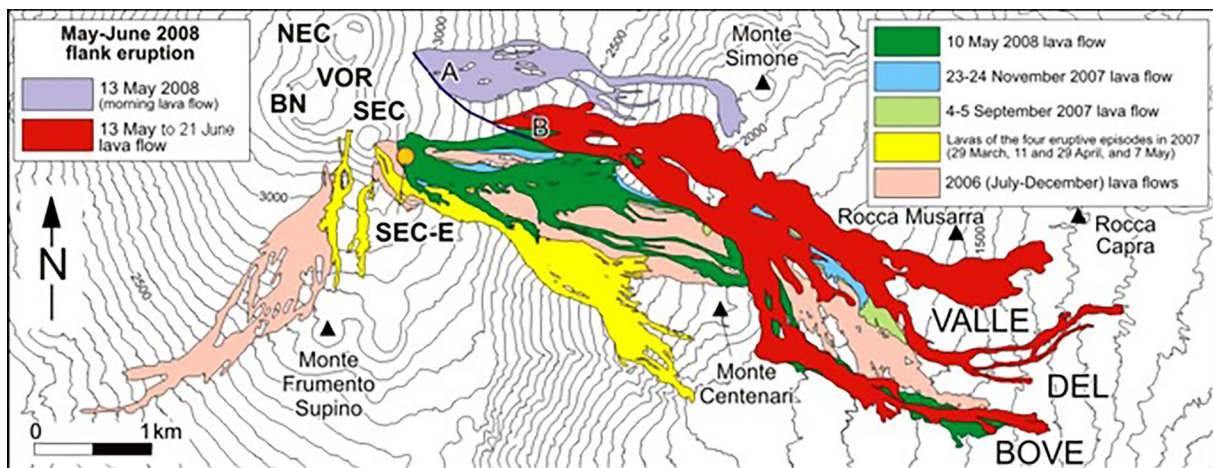 May-June 2008
flank eruption
13 May 2008
(morning lava flow)
13 May to 21 June
lava flow
NEC
VOR
BN
SEC
3000
A
2500
Monte
Simone
B
2000
10 May 2008 lava flow
23-24 November 2007 lava flow
4-5 September 2007 lava flow
Lavas of the four eruptive episodes in 2007
(29 March, 11 and 29 April, and 7 May)
2006 (July-December) lava flows
3000
N
SEC-E
2500
Rocca Musarra
1500
Rocca
Capra
VALLE
Monte
Frumento
Supino
Monte
Centenari
DEL
BOVE
0 1km